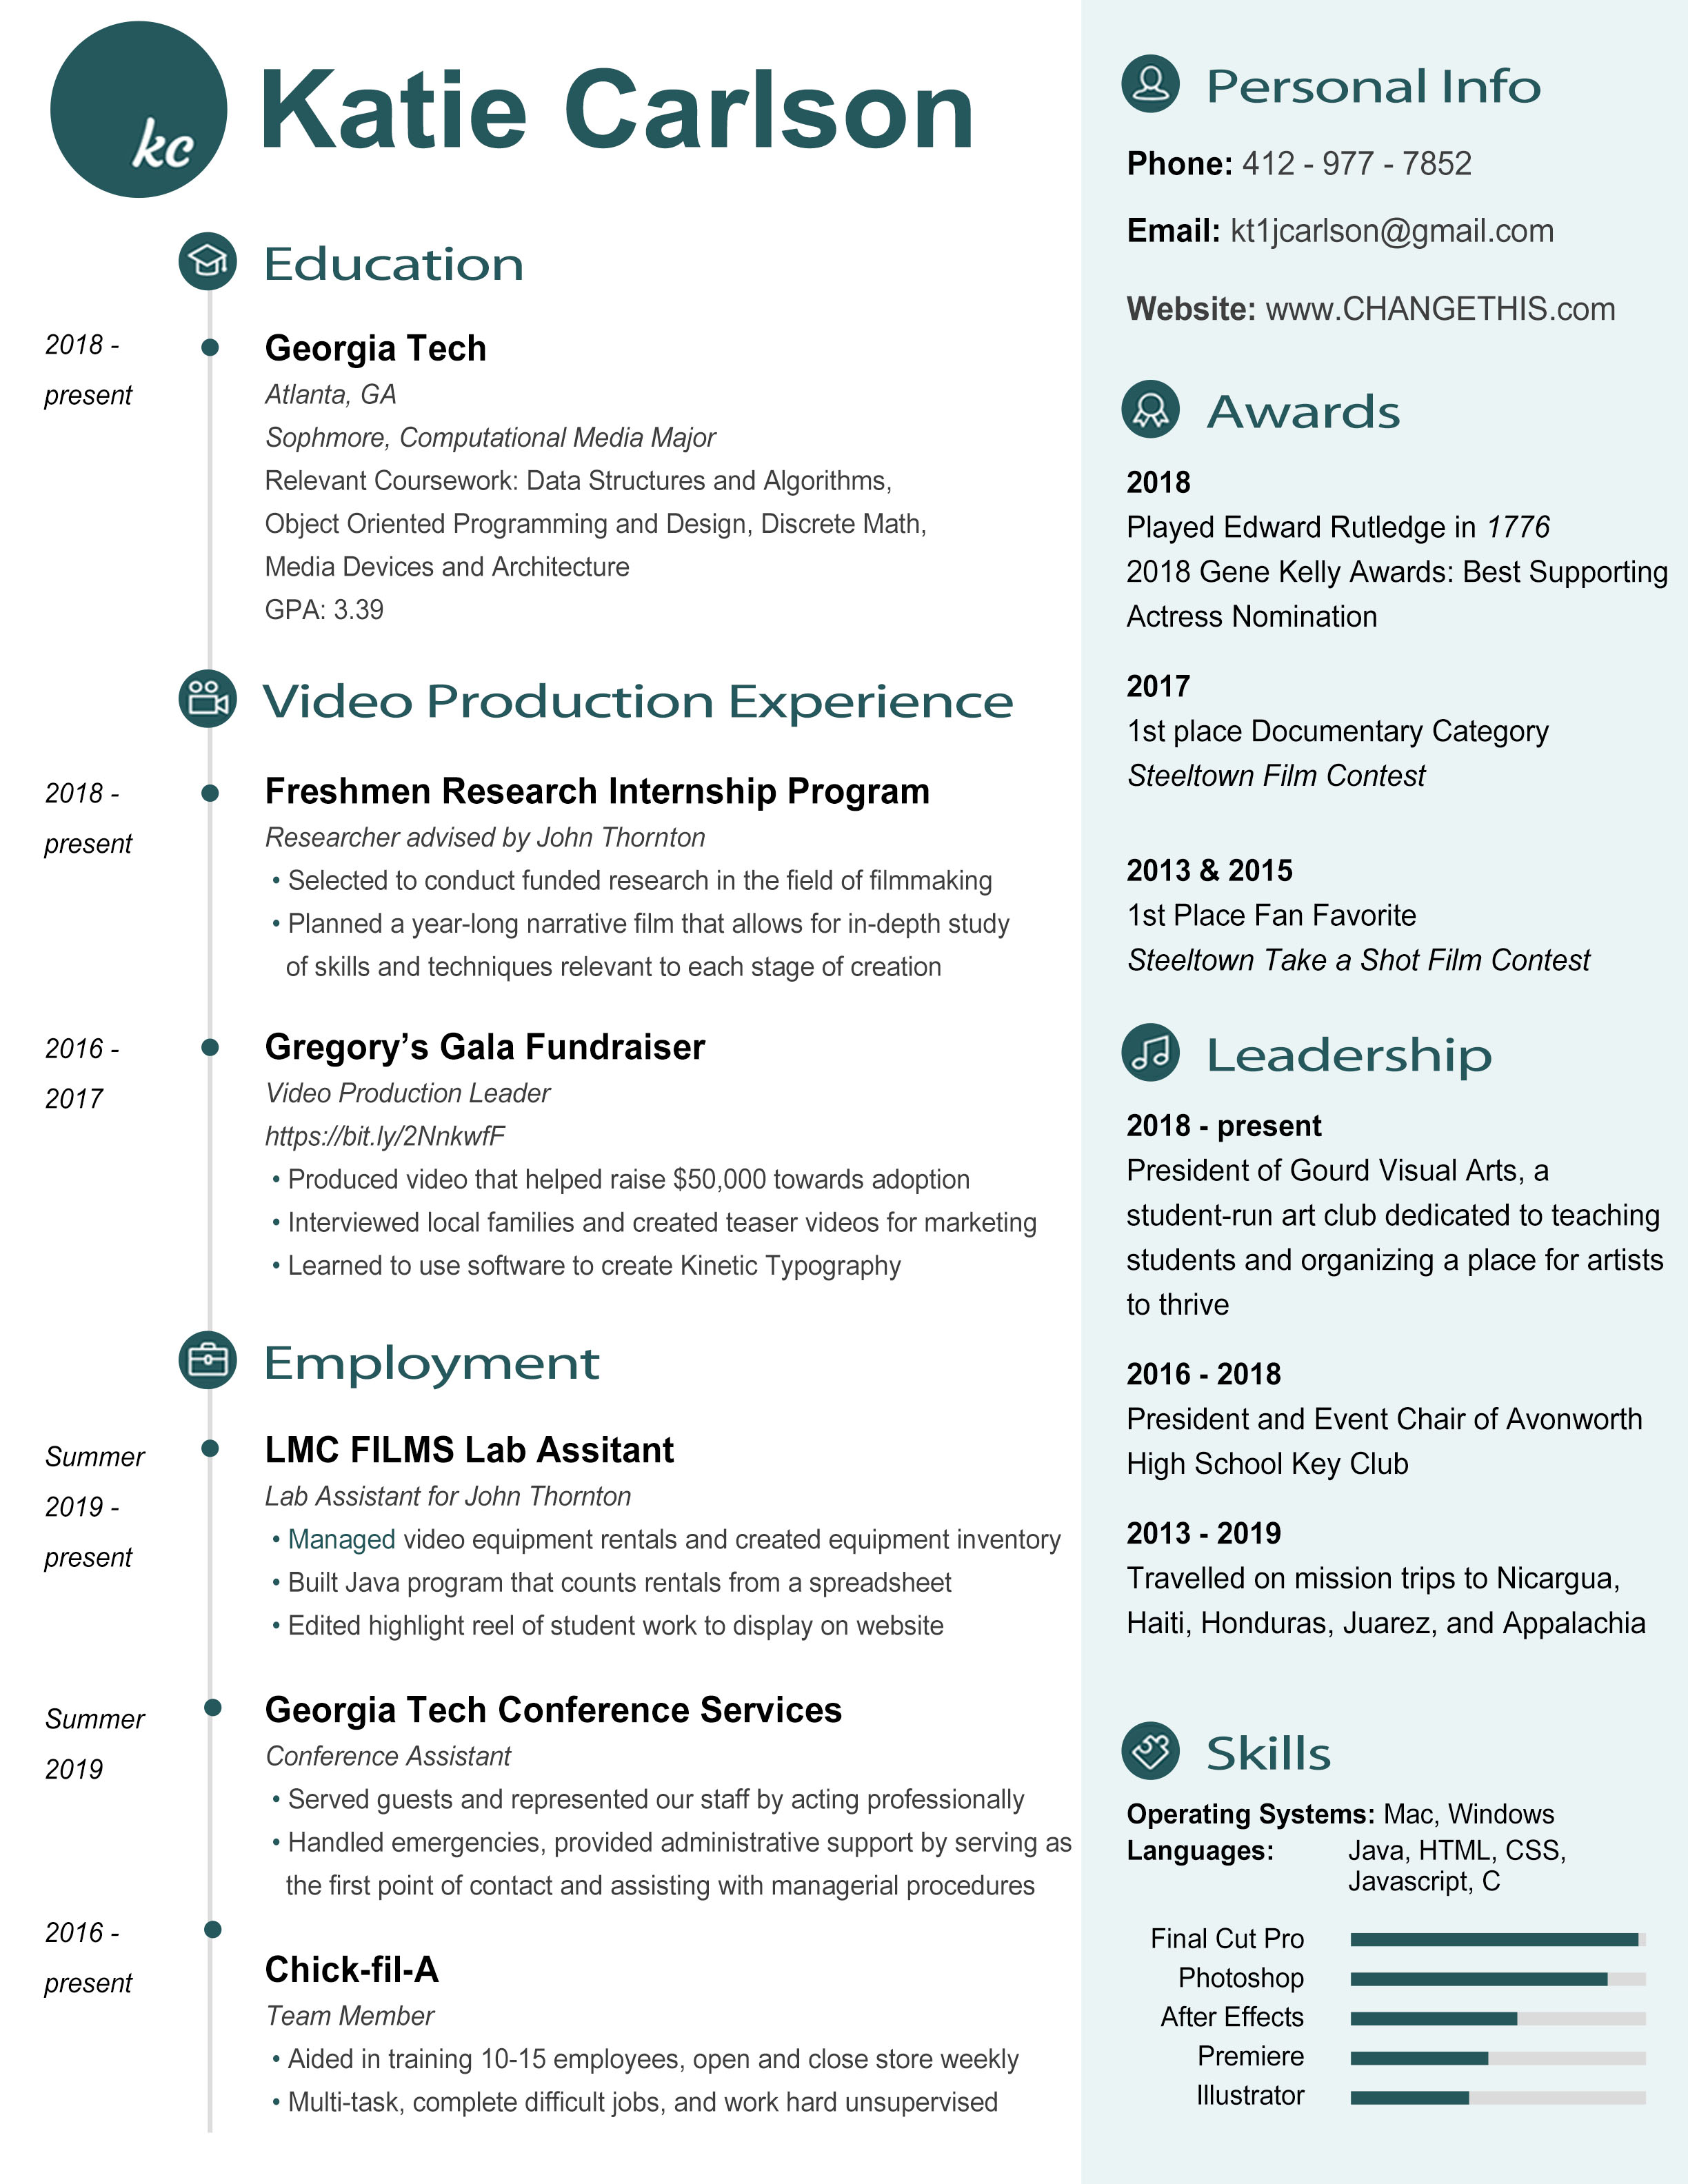 kc
Katie Carlson
Education
2018 -
present
Georgia Tech
Atlanta, GA
Sophmore, Computational Media Major
Relevant Coursework: Data Structures and Algorithms,
Object Oriented Programming and Design, Discrete Math,
Media Devices and Architecture
GPA: 3.39
Video Production Experience
2018 -
present
Freshmen Research Internship Program
Researcher advised by John Thornton
• Selected to conduct funded research in the field of filmmaking
• Planned a year-long narrative film that allows for in-depth study
of skills and techniques relevant to each stage of creation
2016 -
2017
Gregory’s Gala Fundraiser
Video Production Leader
https://bit.ly/2NnkwfF
• Produced video that helped raise $50,000 towards adoption
• Interviewed local families and created teaser videos for marketing
• Learned to use software to create Kinetic Typography
Employment
Summer
2019 -
present
LMC FILMS Lab Assitant
Lab Assistant for John Thornton
• Managed video equipment rentals and created equipment inventory
• Built Java program that counts rentals from a spreadsheet
• Edited highlight reel of student work to display on website
Summer
2019
Georgia Tech Conference Services
Conference Assistant
• Served guests and represented our staff by acting professionally
• Handled emergencies, provided administrative support by serving as
the first point of contact and assisting with managerial procedures
2016 -
present
Chick-fil-A
Team Member
• Aided in training 10-15 employees, open and close store weekly
• Multi-task, complete difficult jobs, and work hard unsupervised
Personal Info
Phone: 412 - 977 - 7852
Email: kt1jcarlson@gmail.com
Website: www.CHANGETHIS.com
Awards
2018
Played Edward Rutledge in 1776
2018 Gene Kelly Awards: Best Supporting
Actress Nomination
2017
1st place Documentary Category
Steeltown Film Contest
2013 & 2015
1st Place Fan Favorite
Steeltown Take a Shot Film Contest
Leadership
2018 - present
President of Gourd Visual Arts, a
student-run art club dedicated to teaching
students and organizing a place for artists
to thrive
2016 - 2018
President and Event Chair of Avonworth
High School Key Club
2013 - 2019
Travelled on mission trips to Nicargua,
Haiti, Honduras, Juarez, and Appalachia
Skills
Operating Systems: Mac, Windows
Languages: Java, HTML, CSS,
Javascript, C
Final Cut Pro
Photoshop
After Effects
Premiere
Illustrator